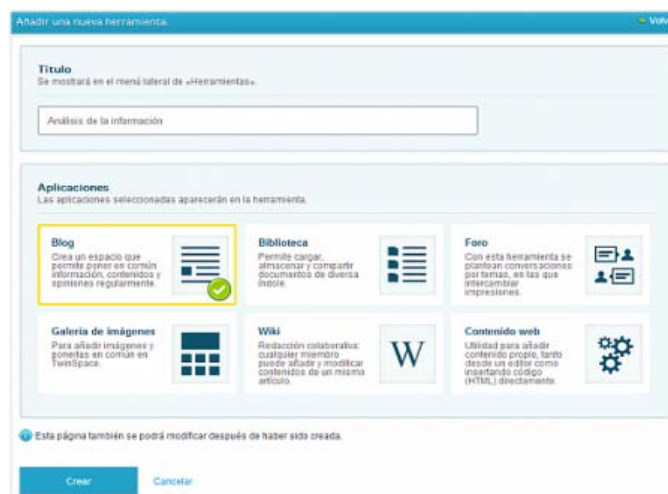 Añadir una nueva herramienta.
Volv
Título
Se mostrará en el menú lateral de «Herramientas».
Análisis de la información
Aplicaciones
Las aplicaciones seleccionadas aparecerán en la herramienta.
Blog
Crea un espacio que
permite poner en común
información, contenidos y
opiniones regularmente.
Biblioteca
Permite cargar,
almacenar y compartir
documentos de diversa
índole.
Foro
Con esta herramienta se
plantean conversaciones
por temas, en las que
intercambiar
impresiones.
Galería de imágenes
Para añadir imágenes y
ponerlas en común en
TwinSpace.
Wiki
Redacción colaborativa:
cualquier miembro
puede añadir y modificar
contenidos de un mismo
artículo.
W
Contenido web
Utilidad para añadir
contenido propio, tanto
desde un editor como
insertando código
(HTML) directamente.
Esta página también se podrá modificar después de haber sido creada.
Crear
Cancelar